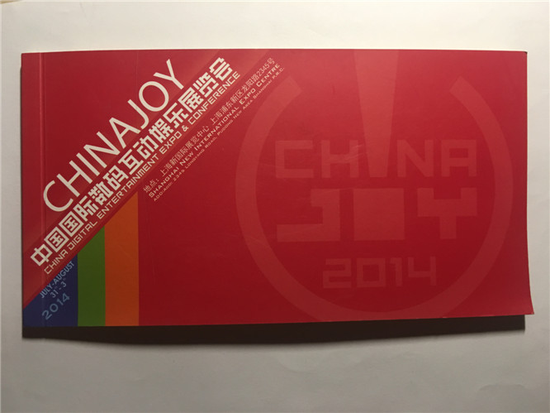 CHINAJOY
中国国际数码互动娱乐展览会
CHINA DIGITAL ENTERTAINMENT EXPO & CONFERENCE
地点：上海新国际展览中心 上海浦东新区龙阳路2345号
SHANGHAI NEW INTERNATIONAL EXPO CENTRE
JULY-AUGUST
31-3
2014
CHINA
JOY
2014